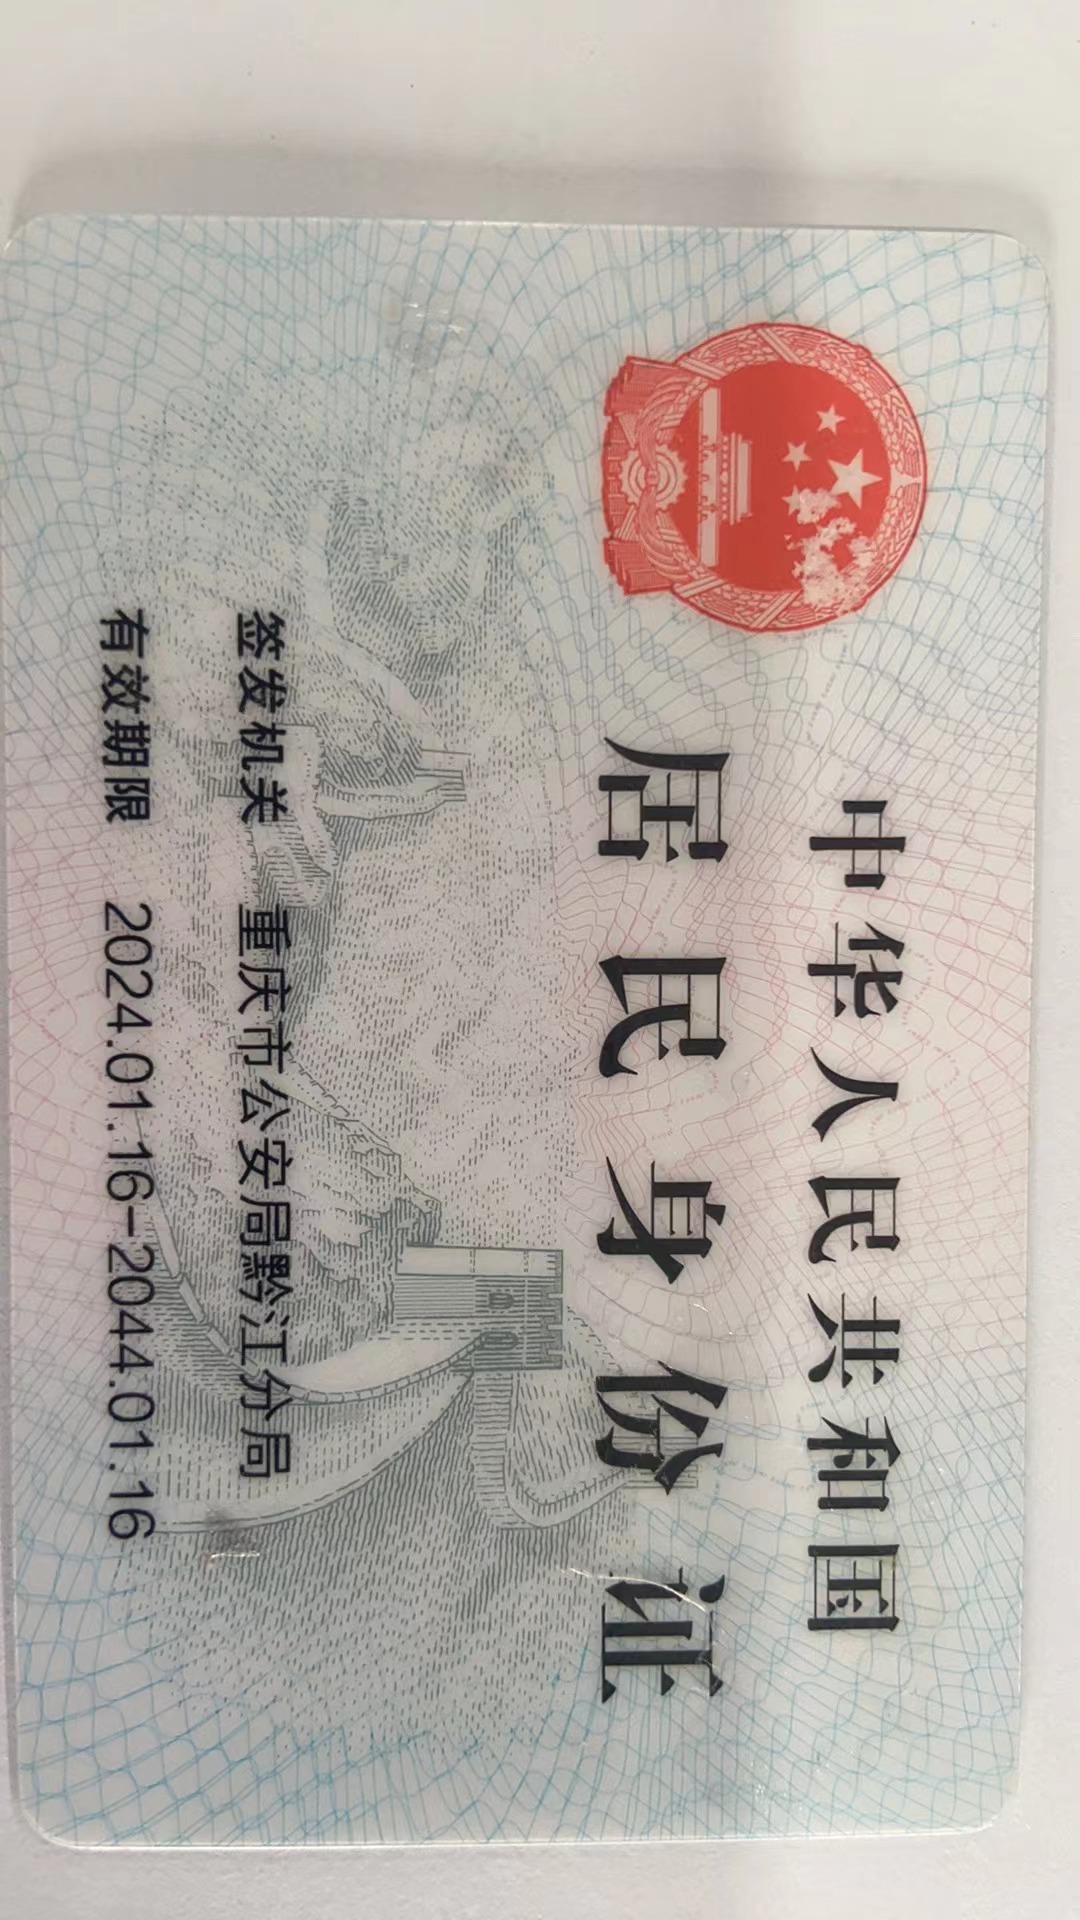 中华人民共和国
居民身份证
签发机关 重庆市公安局黔江分局
有效期限 2024.01.16-2044.01.16